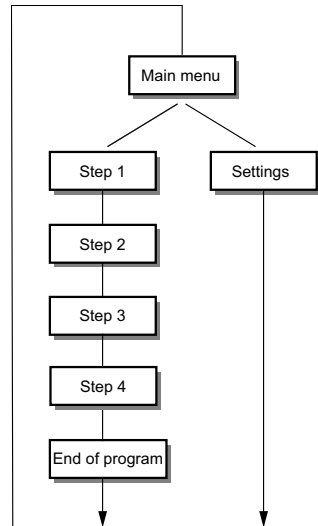 Main menu
Step 1
Settings
Step 2
Step 3
Step 4
End of program